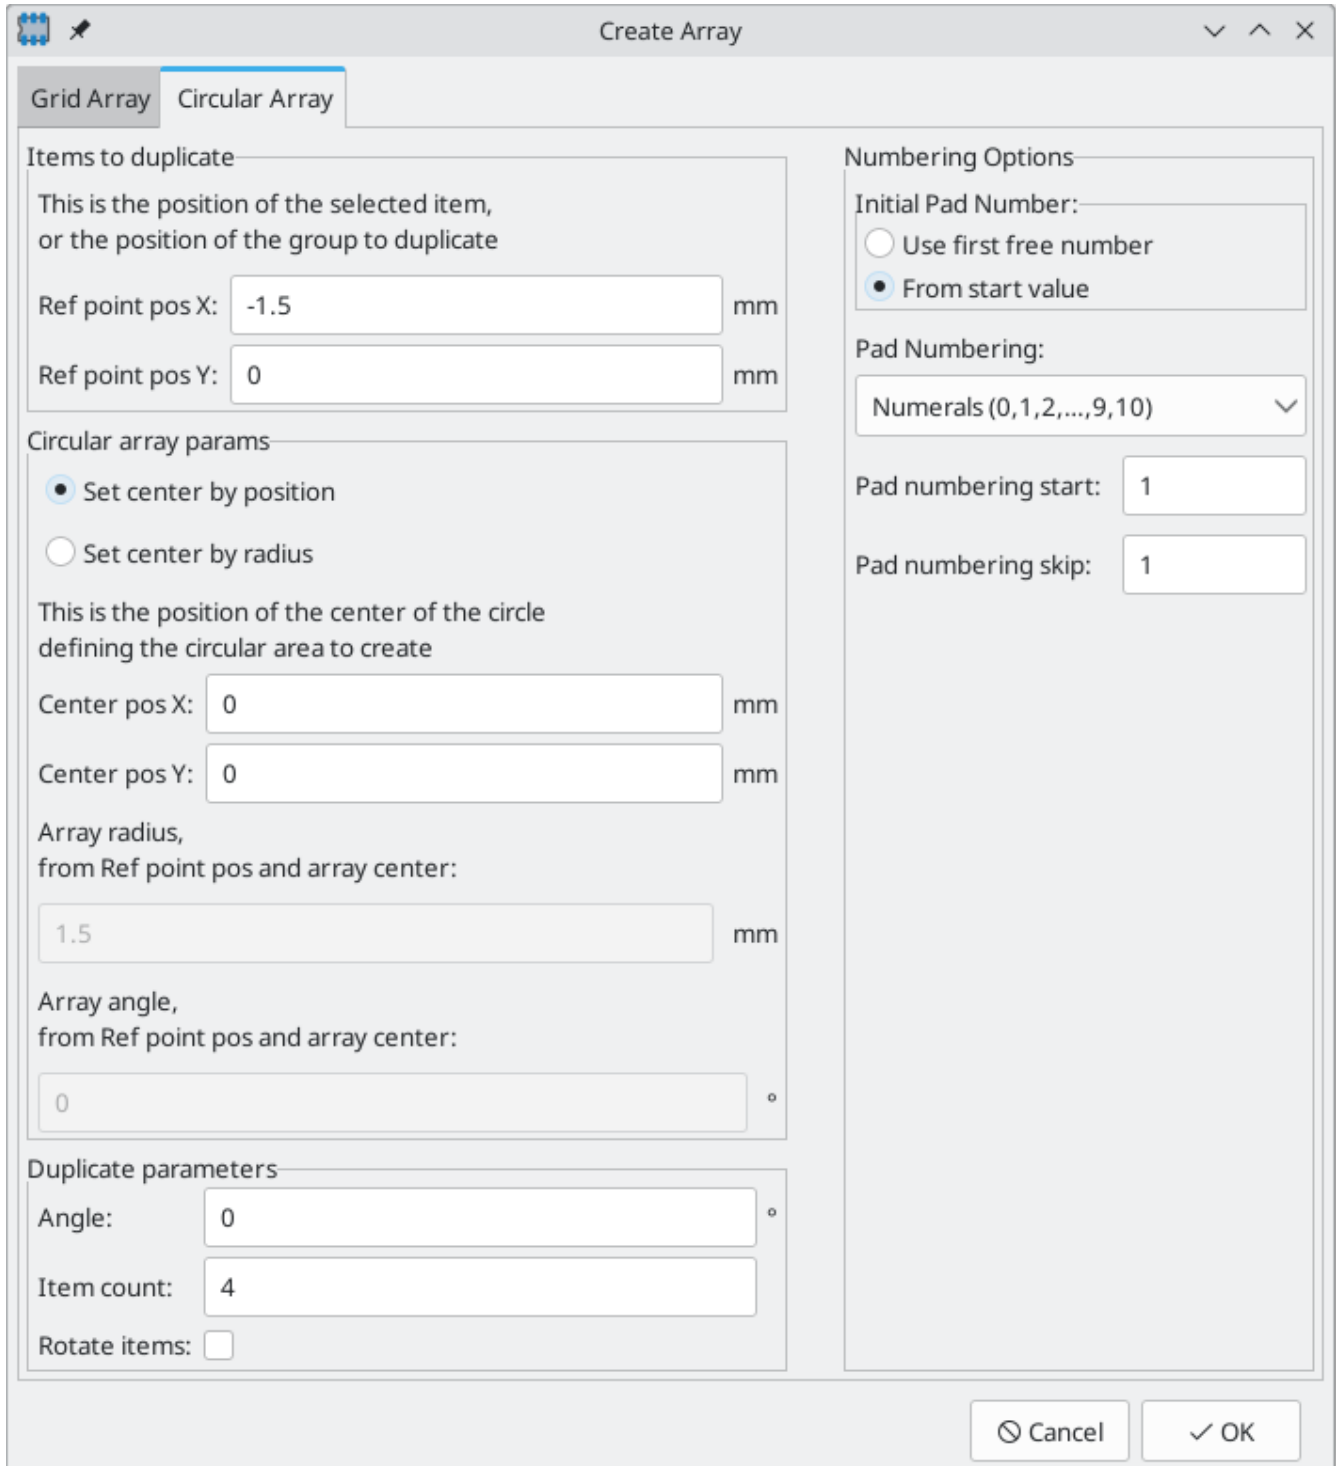 Create Array
Grid Array
Circular Array
Items to duplicate
This is the position of the selected item,
or the position of the group to duplicate
Ref point pos X: -1.5 mm
Ref point pos Y: 0 mm
Circular array params
Set center by position
Set center by radius
This is the position of the center of the circle
defining the circular area to create
Center pos X: 0 mm
Center pos Y: 0 mm
Array radius,
from Ref point pos and array center:
1.5 mm
Array angle,
from Ref point pos and array center:
0 °
Duplicate parameters
Angle: 0 °
Item count: 4
Rotate items:
Numbering Options
Initial Pad Number:
Use first free number
From start value
Pad Numbering:
Numerals (0,1,2,...,9,10)
Pad numbering start: 1
Pad numbering skip: 1
Cancel
OK